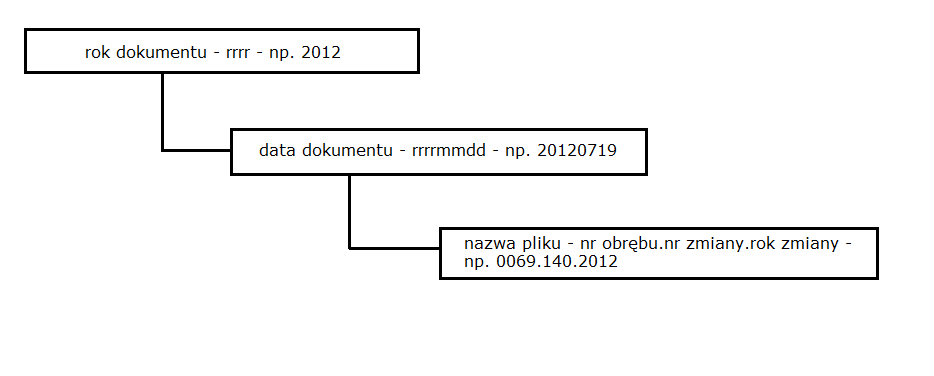 rok dokumentu - rrrr - np. 2012
data dokumentu - rrrrmmdd - np. 20120719
nazwa pliku - nr obrębu.nr zmiany.rok zmiany -
np. 0069.140.2012